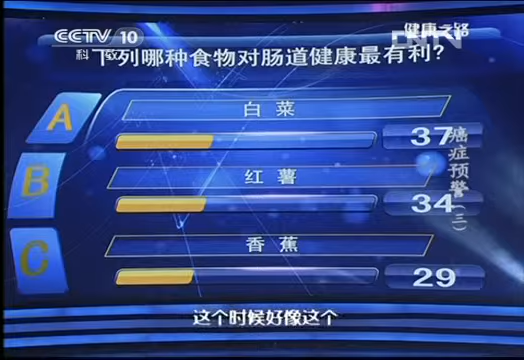 CCTV 10
科教
健康之路
下列哪种食物对肠道健康最有利?
A
白菜
37
B
红薯
34
C
香蕉
29
癌症预警(三)
这个时候好像这个